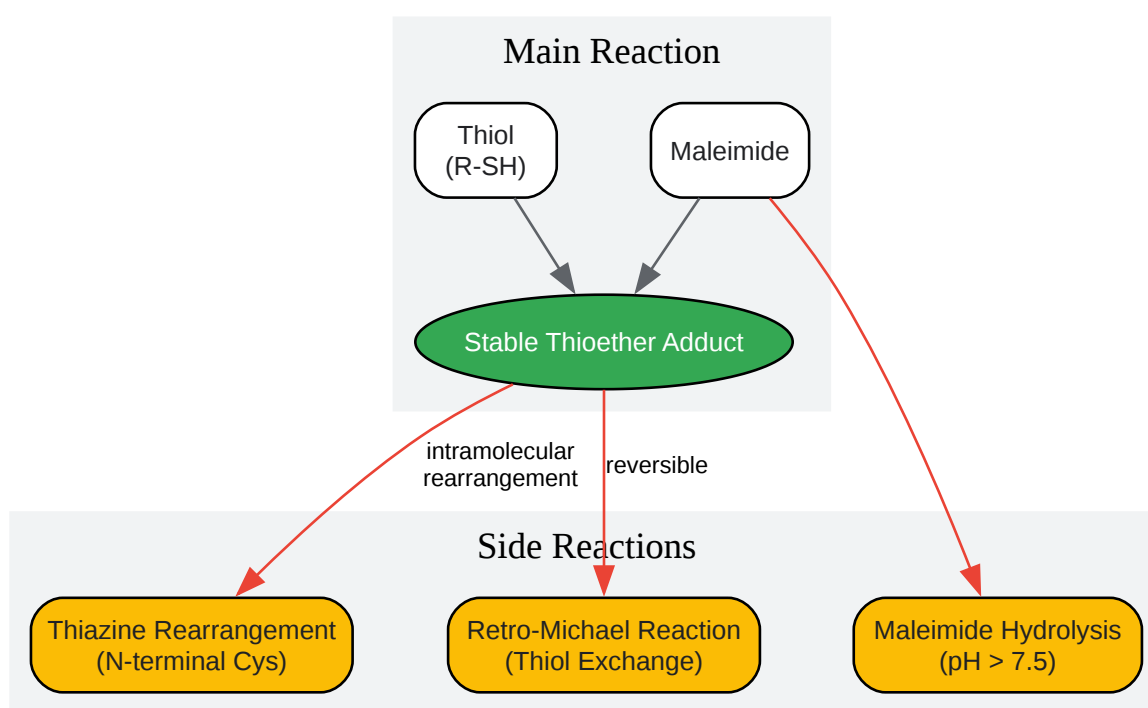 Main Reaction
Thiol
(R-SH)
Maleimide
Stable Thioether Adduct
intramolecular
rearrangement
reversible
Side Reactions
Thiazine Rearrangement
(N-terminal Cys)
Retro-Michael Reaction
(Thiol Exchange)
Maleimide Hydrolysis
(pH > 7.5)